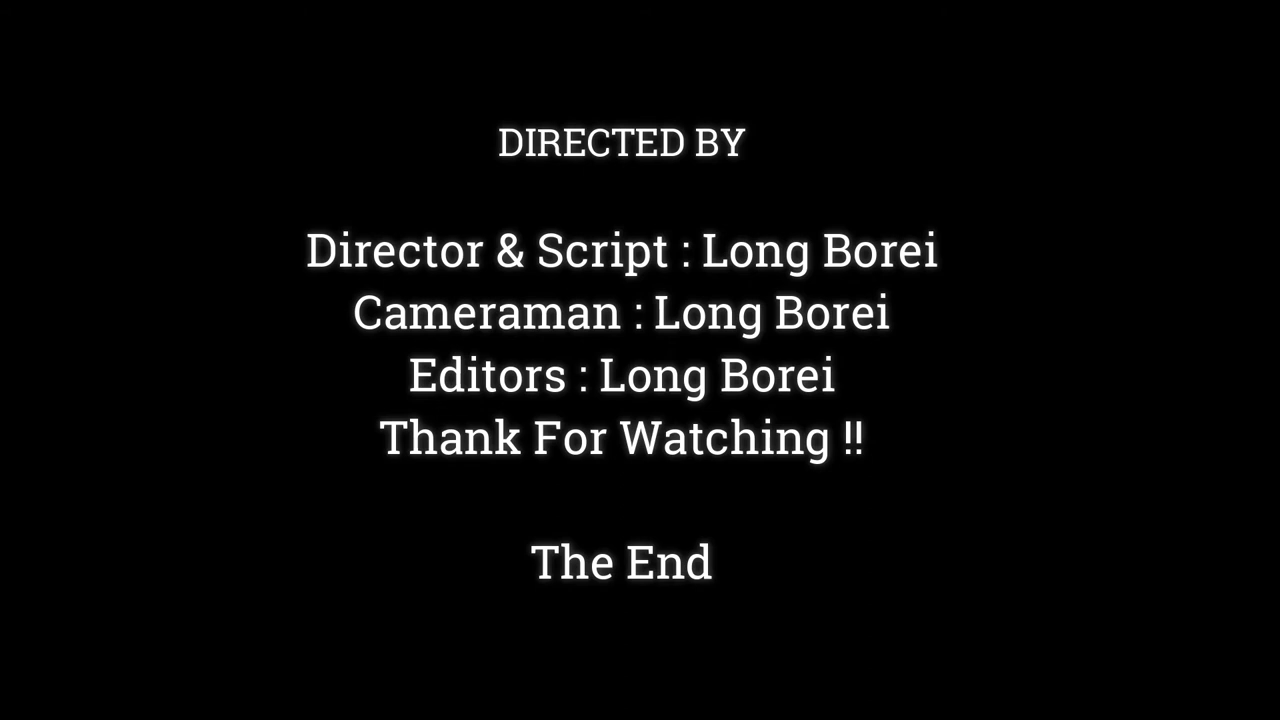 DIRECTED BY
Director & Script : Long Borei
Cameraman : Long Borei
Editors : Long Borei
Thank For Watching !!
The End